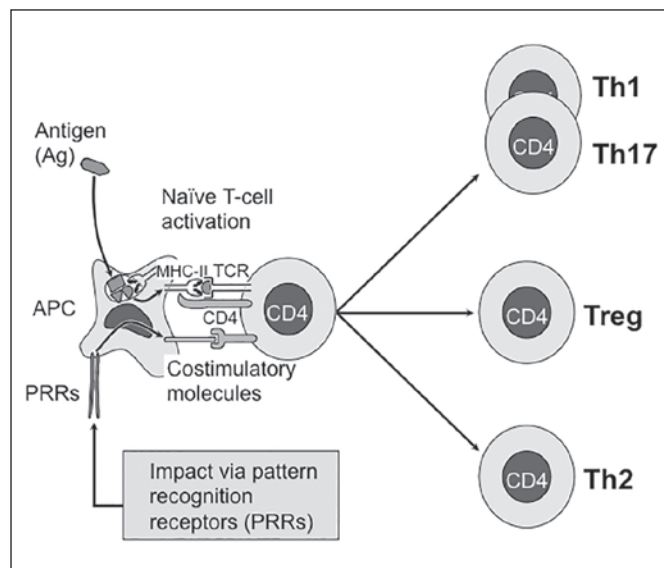 Th1
Antigen
(Ag)
CD4
Th17
Naïve T-cell
activation
MHC-II TCR
APC
CD4
CD4
CD4
Treg
Costimulatory
molecules
PRRs
Impact via pattern
recognition
receptors (PRRs)
CD4
Th2